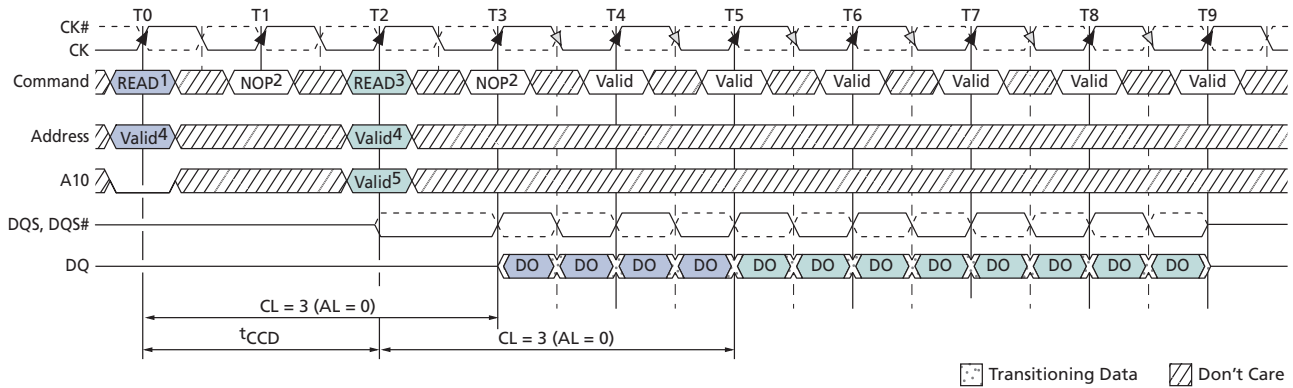 T0 T1 T2 T3 T4 T5 T6 T7 T8 T9
CK#
CK
Command READ1 NOP2 READ3 NOP2 Valid Valid Valid Valid Valid Valid
Address Valid4 Valid4
A10 Valid5
DQS, DQS#
DQ DO DO DO DO DO DO DO DO DO DO DO DO
CL = 3 (AL = 0)
tCCD CL = 3 (AL = 0)
Transitioning Data Don't Care